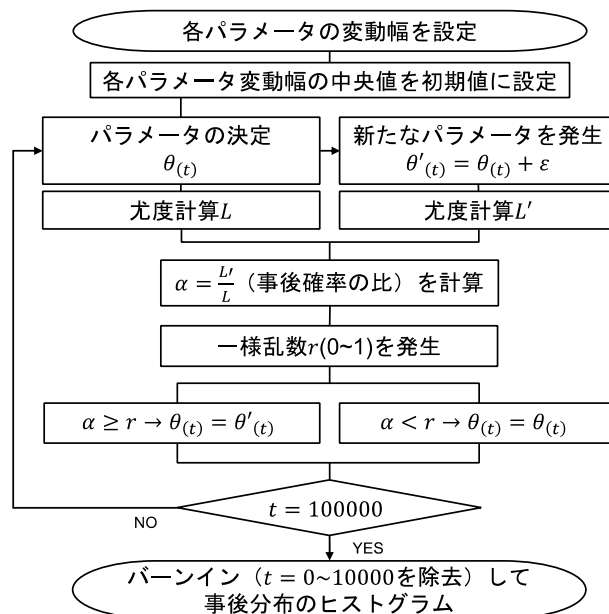 各パラメータの変動幅を設定
各パラメータ変動幅の中央値を初期値に設定
パラメータの決定
θ(t)
新たなパラメータを発生
θ′(t) = θ(t) + ε
尤度計算L
尤度計算L′
α = L′/L（事後確率の比）を計算
一様乱数r(0~1)を発生
α ≥ r → θ(t) = θ′(t)
α < r → θ(t) = θ(t)
t = 100000
NO
YES
バーンイン（t = 0~10000を除去）して
事後分布のヒストグラム